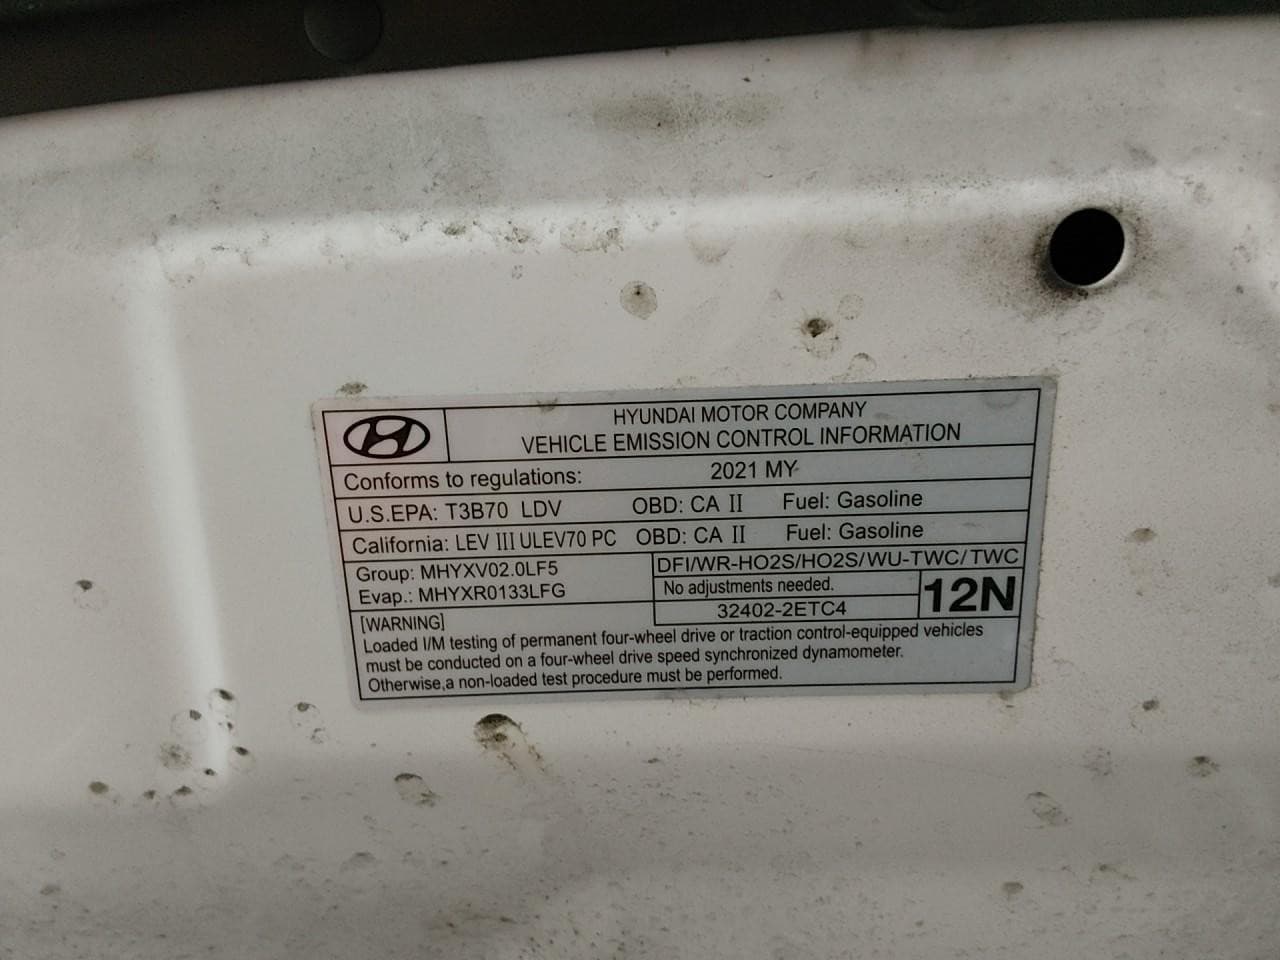 HYUNDAI MOTOR COMPANY
VEHICLE EMISSION CONTROL INFORMATION
Conforms to regulations: 2021 MY
U.S.EPA: T3B70 LDV OBD: CA II Fuel: Gasoline
California: LEV III ULEV70 PC OBD: CA II Fuel: Gasoline
Group: MHYXV02.0LF5
Evap.: MHYXR0133LFG
DFI/WR-HO2S/HO2S/WU-TWC/TWC
No adjustments needed.
32402-2ETC4
12N
[WARNING]
Loaded I/M testing of permanent four-wheel drive or traction control-equipped vehicles
must be conducted on a four-wheel drive speed synchronized dynamometer.
Otherwise,a non-loaded test procedure must be performed.